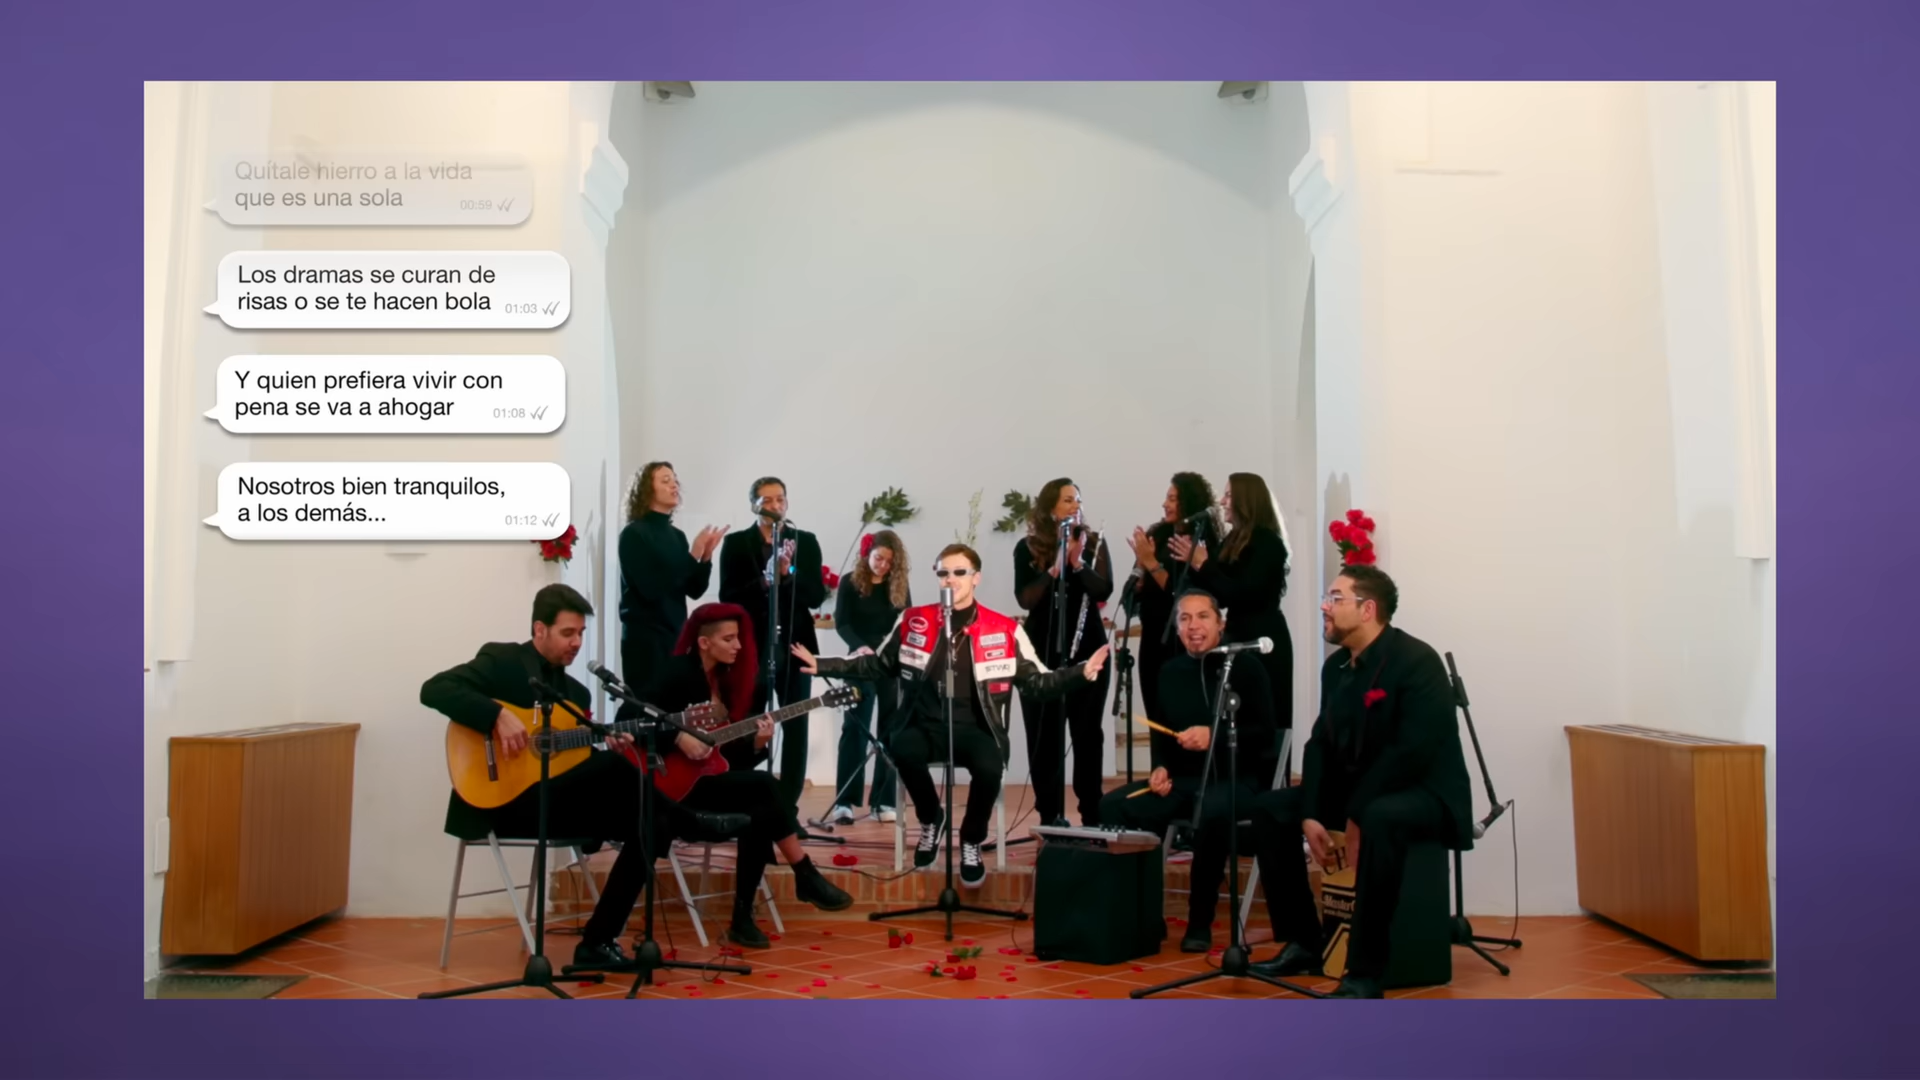 Quítale hierro a la vida
que es una sola
00:59
Los dramas se curan de
risas o se te hacen bola
01:03
Y quien prefiera vivir con
pena se va a ahogar
01:08
Nosotros bien tranquilos,
a los demás...
01:12